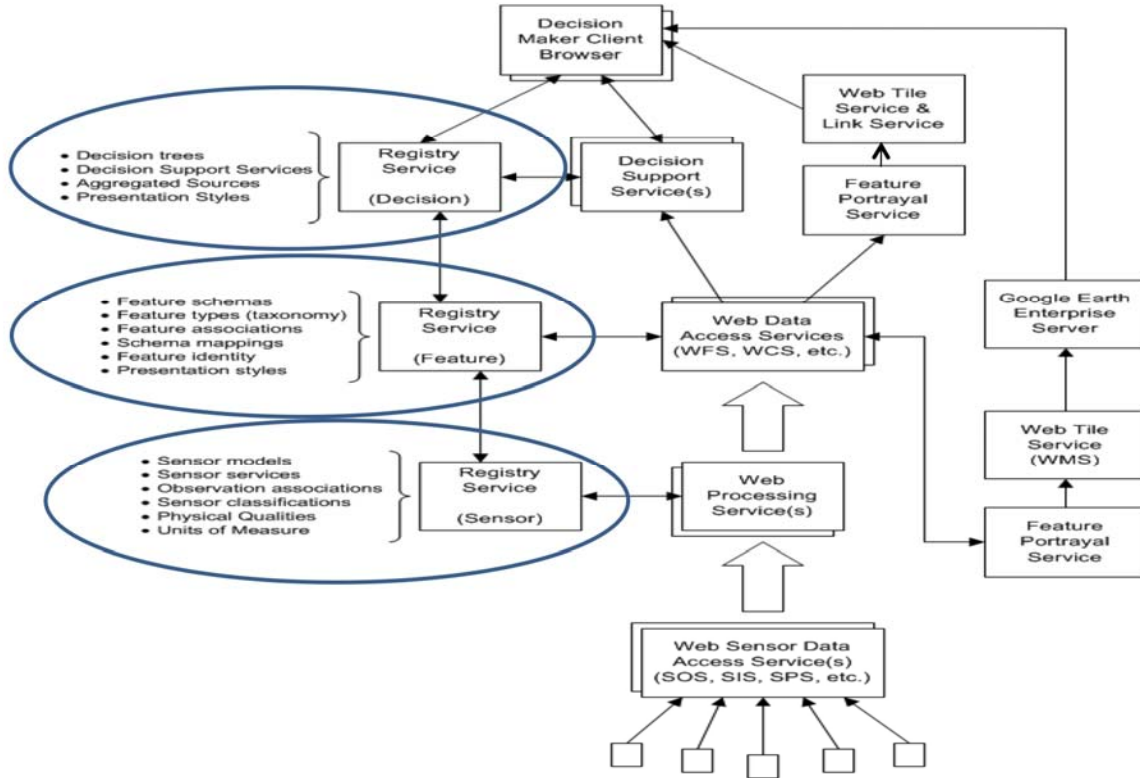 Decision
Maker Client
Browser
Web Tile
Service &
Link Service
• Decision trees
• Decision Support Services
• Aggregated Sources
• Presentation Styles
Registry
Service
(Decision)
Decision
Support
Service(s)
Feature
Portrayal
Service
• Feature schemas
• Feature types (taxonomy)
• Feature associations
• Schema mappings
• Feature identity
• Presentation styles
Registry
Service
(Feature)
Web Data
Access Services
(WFS, WCS, etc.)
Google Earth
Enterprise
Server
• Sensor models
• Sensor services
• Observation associations
• Sensor classifications
• Physical Qualities
• Units of Measure
Registry
Service
(Sensor)
Web
Processing
Service(s)
Web Tile
Service
(WMS)
Feature
Portrayal
Service
Web Sensor Data
Access Service(s)
(SOS, SIS, SPS, etc.)